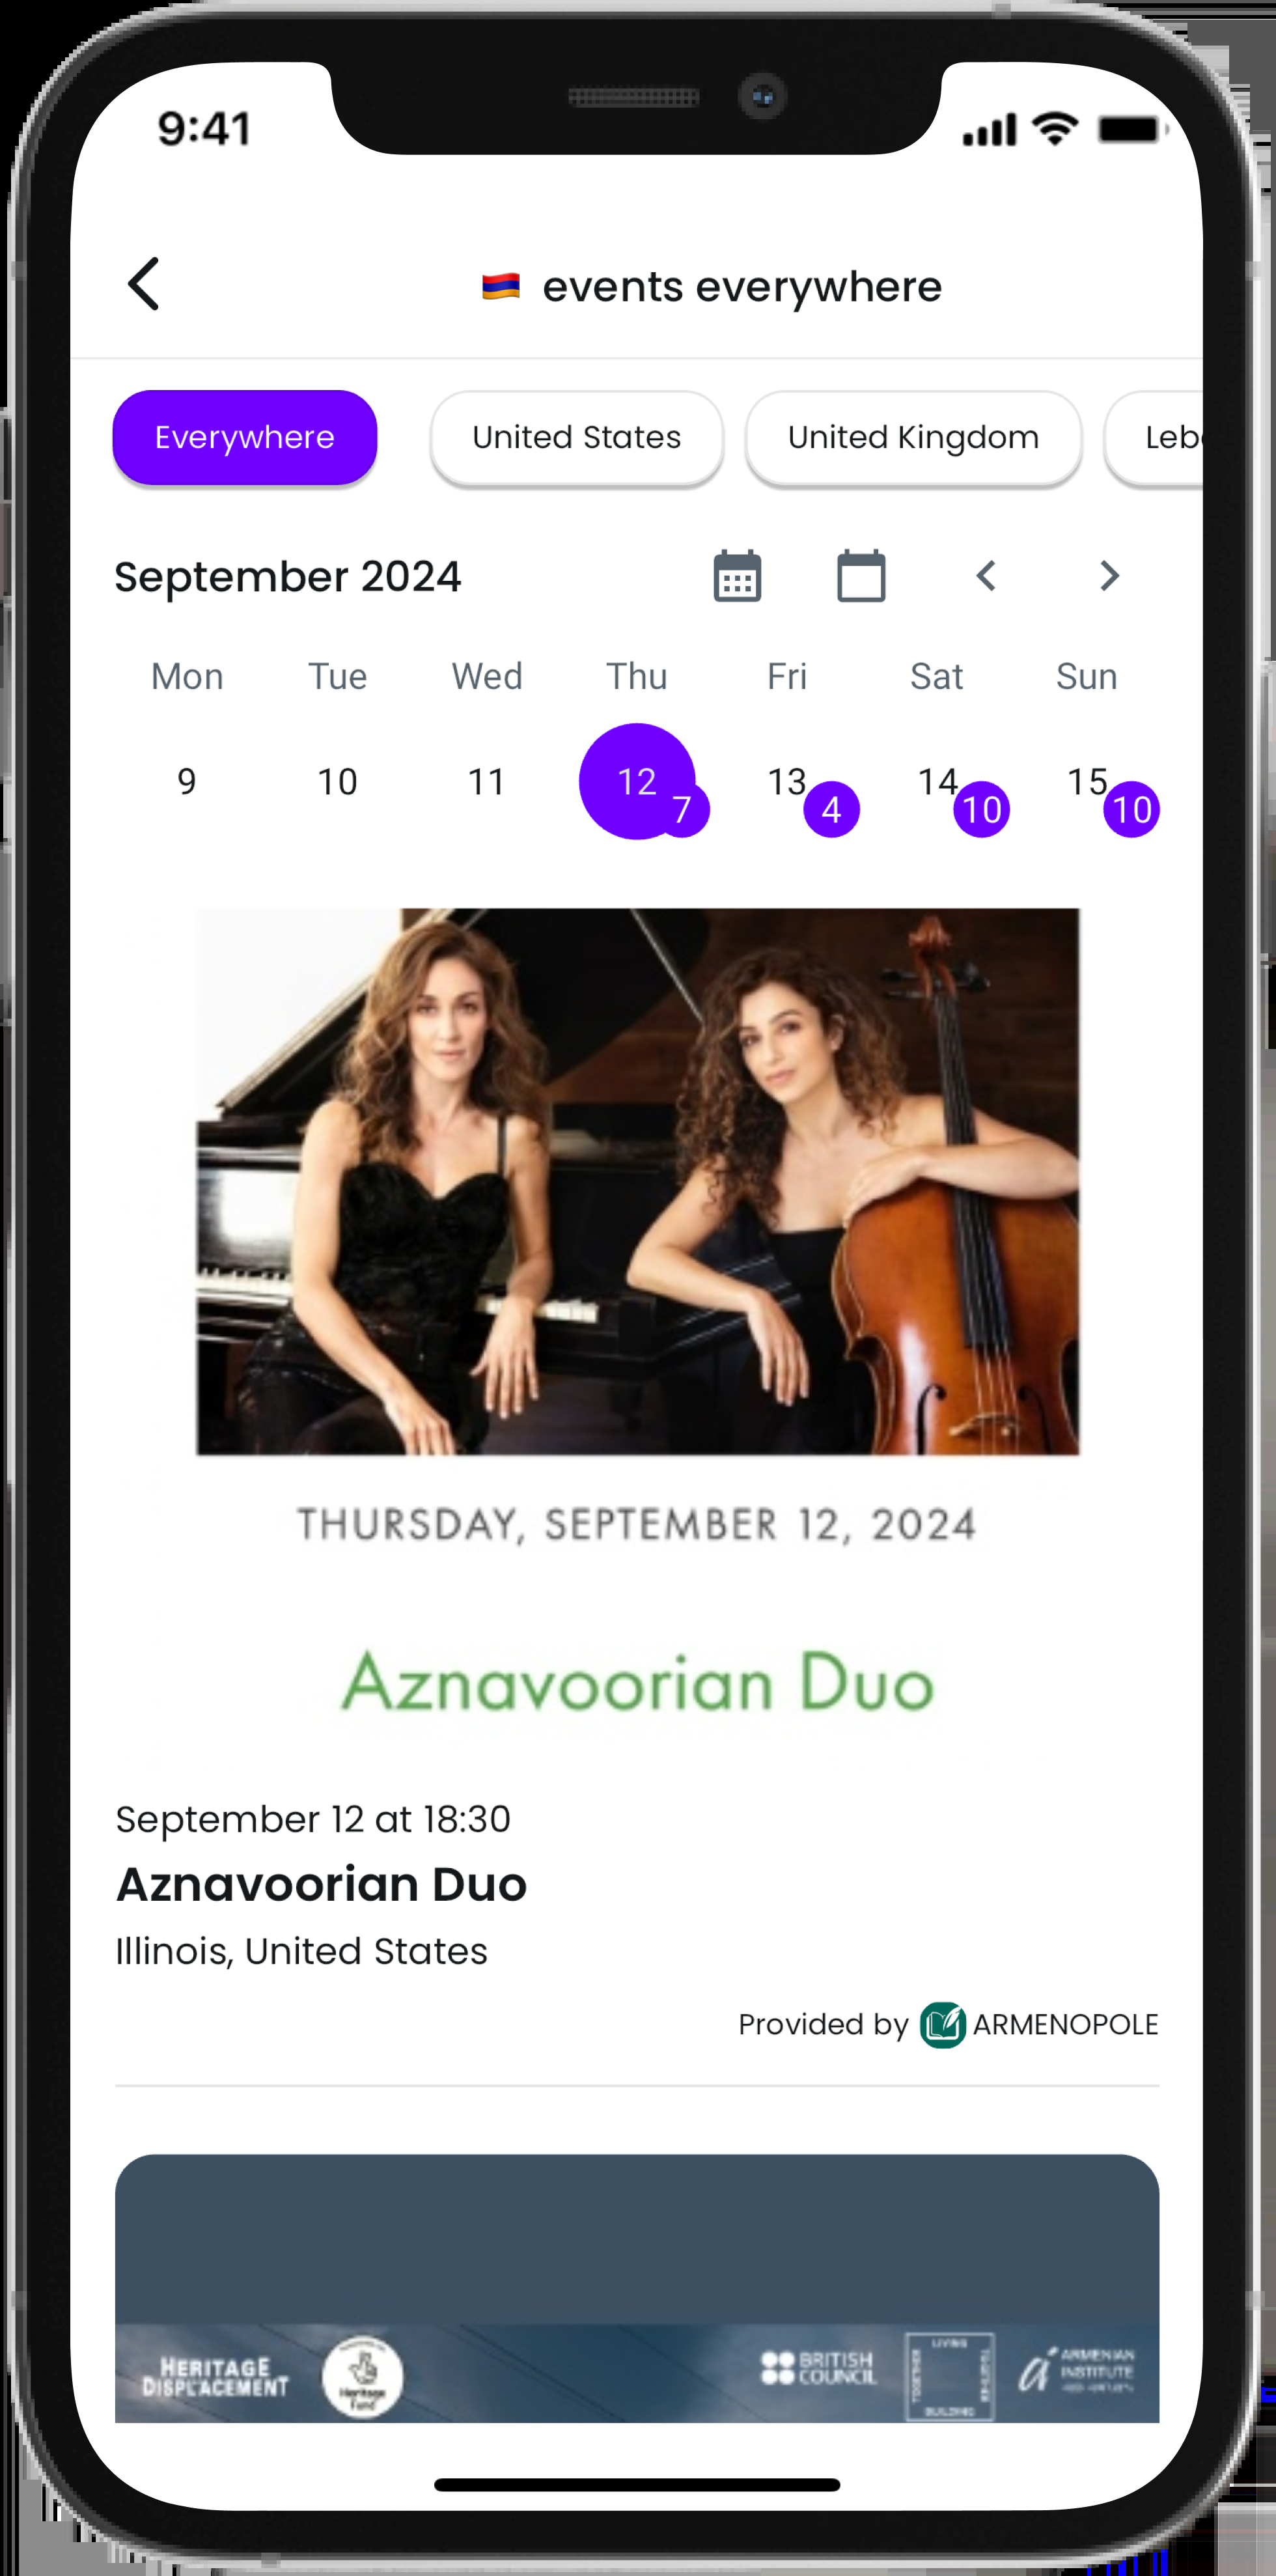 9:41
🇦🇲 events everywhere
Everywhere United States United Kingdom Leb
September 2024
Mon Tue Wed Thu Fri Sat Sun
9 10 11 12 7 13 4 14 10 15 10
THURSDAY, SEPTEMBER 12, 2024
Aznavoorian Duo
September 12 at 18:30
Aznavoorian Duo
Illinois, United States
Provided by ARMENOPOLE
HERITAGE
DISPLACEMENT
Heritage
Fund
BRITISH
COUNCIL
LIVING
TOGETHER
BUILDING
ARMENIAN
INSTITUTE